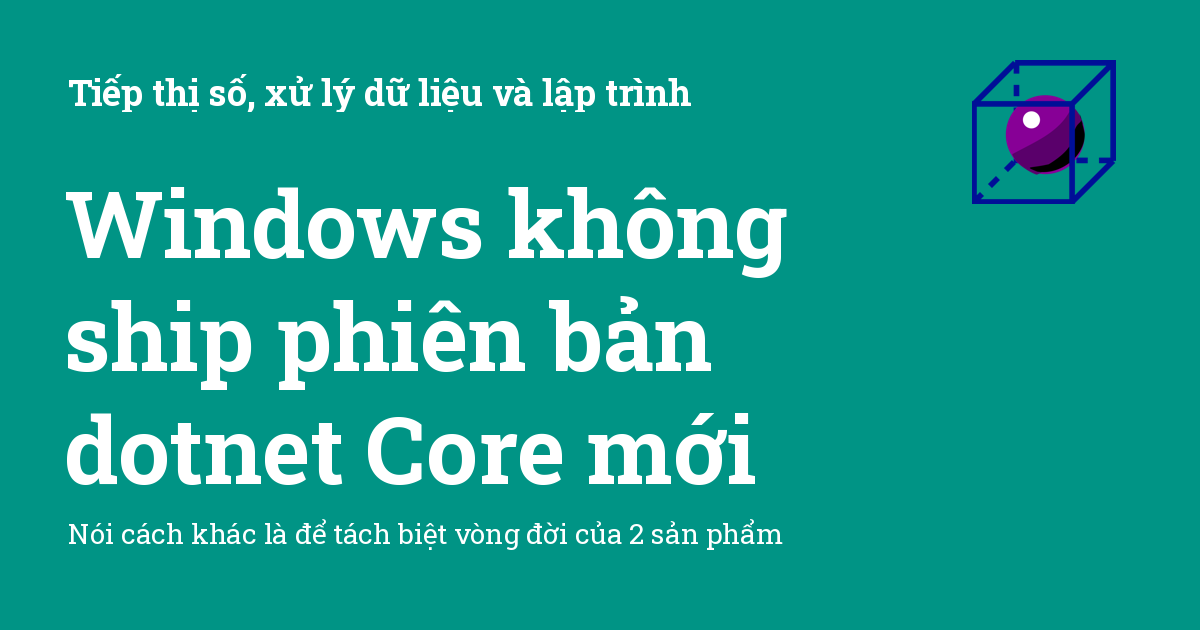 Tiếp thị số, xử lý dữ liệu và lập trình
Windows không
ship phiên bản
dotnet Core mới
Nói cách khác là để tách biệt vòng đời của 2 sản phẩm